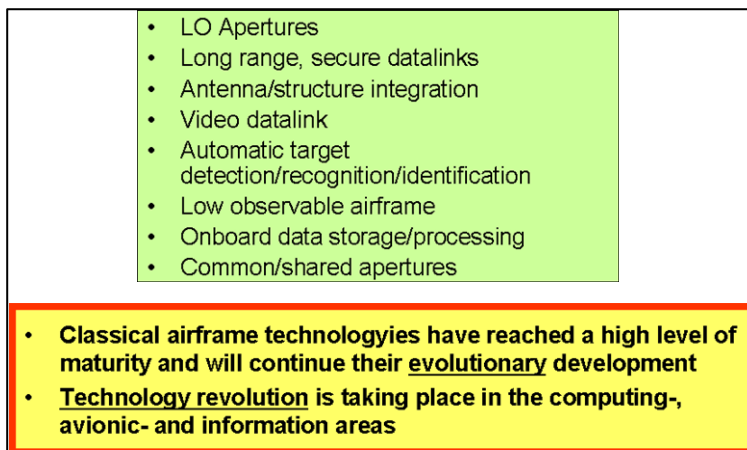 • LO Apertures
• Long range, secure datalinks
• Antenna/structure integration
• Video datalink
• Automatic target
detection/recognition/identification
• Low observable airframe
• Onboard data storage/processing
• Common/shared apertures
• Classical airframe technologyies have reached a high level of
maturity and will continue their evolutionary development
• Technology revolution is taking place in the computing-,
avionic- and information areas